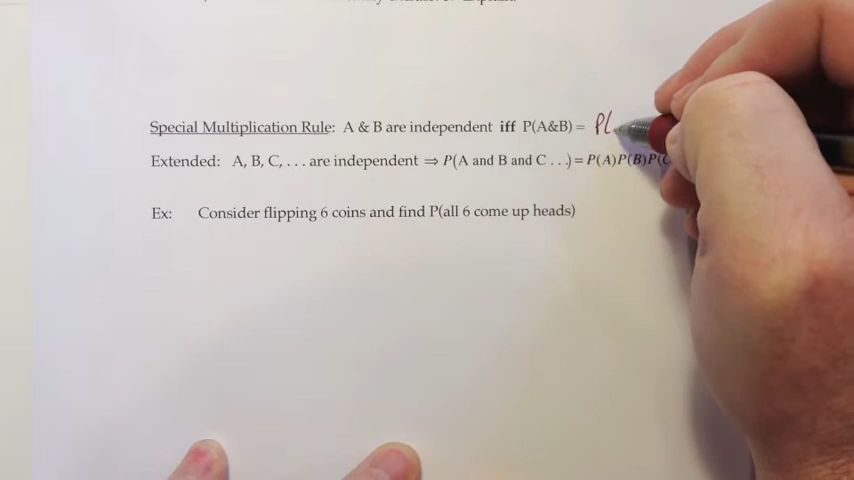 Special Multiplication Rule: A & B are independent iff P(A&B) = P(
Extended: A, B, C, . . . are independent ⇒ P(A and B and C . . .) = P(A)P(B)P(C
Ex: Consider flipping 6 coins and find P(all 6 come up heads)